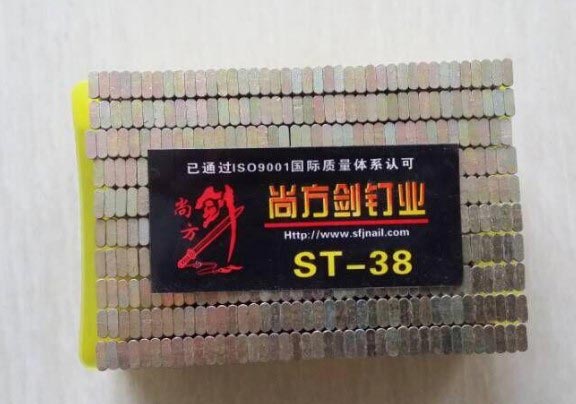 已通过ISO9001国际质量体系认可
尚方
剑
尚方剑钉业
Http://www.sfjnail.com
ST-38